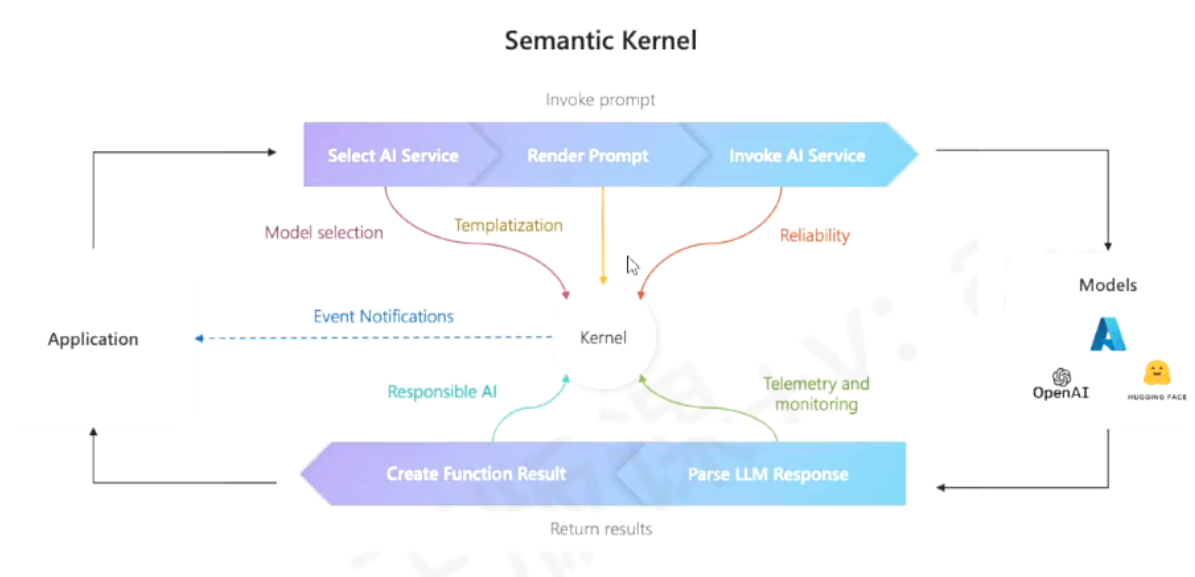 Semantic Kernel
Invoke prompt
Select AI Service
Render Prompt
Invoke AI Service
Model selection
Templatization
Reliability
Application
Event Notifications
Kernel
Models
OpenAI
HUGGING FACE
Responsible AI
Telemetry and
monitoring
Create Function Result
Parse LLM Response
Return results